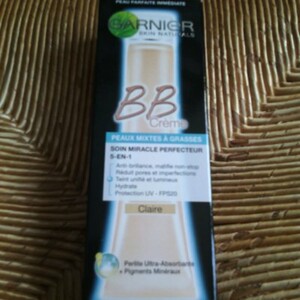 PEAU PARFAITE IMMÉDIATE
GARNIER
SKIN NATURALS
BB
Crème
PEAUX MIXTES À GRASSES
SOIN MIRACLE PERFECTEUR
5-EN-1
Anti-brillance, matifie non-stop
Réduit pores et imperfections
Teint unifié et lumineux
Hydrate
Protection UV - FPS20
Claire
Perlite Ultra-Absorbante
+ Pigments Minéraux